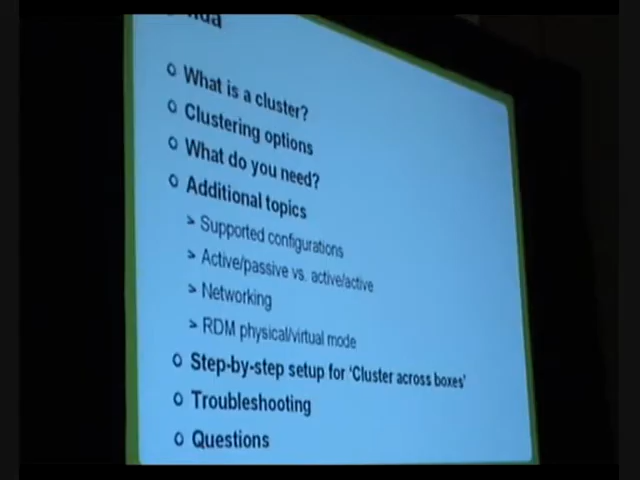 What is a cluster?
Clustering options
What do you need?
Additional topics
> Supported configurations
> Active/passive vs. active/active
> Networking
> RDM physical/virtual mode
Step-by-step setup for 'Cluster across boxes'
Troubleshooting
Questions